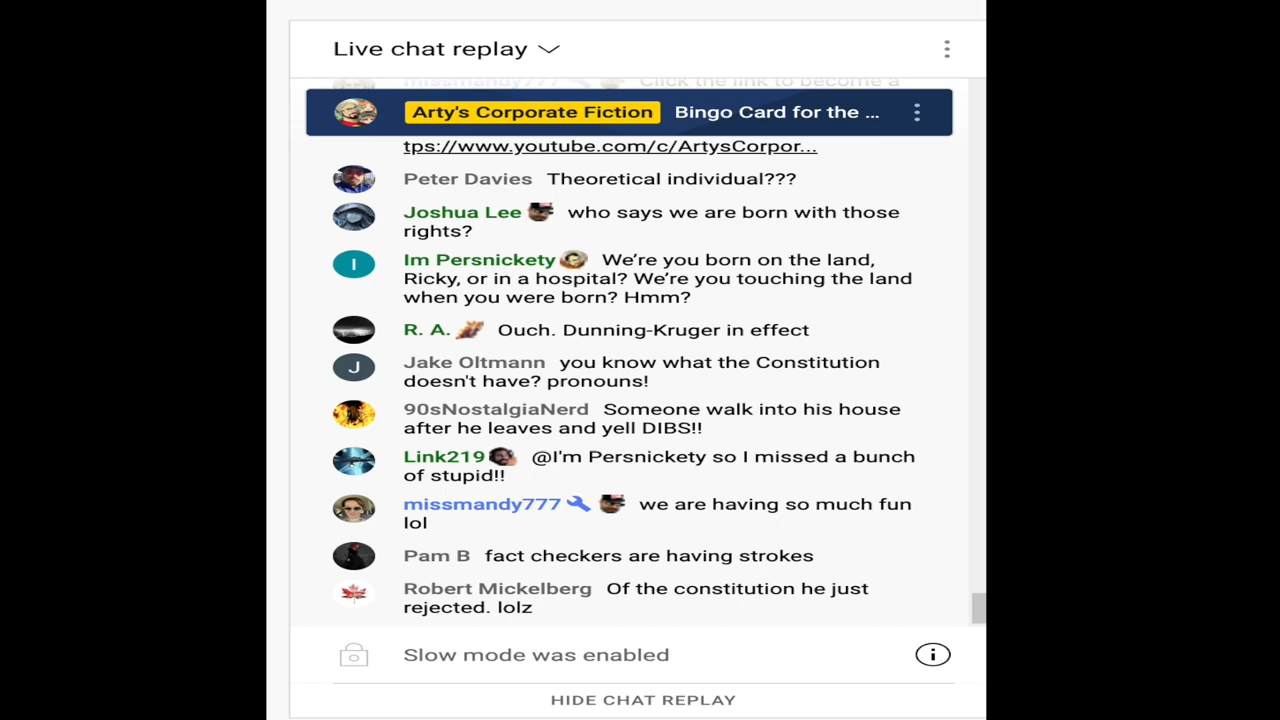 Live chat replay
missmandy777 Click the link to become a
Arty's Corporate Fiction Bingo Card for the ...
tps://www.youtube.com/c/ArtysCorpor...
Peter Davies Theoretical individual???
Joshua Lee who says we are born with those
rights?
I Im Persnickety We’re you born on the land,
Ricky, or in a hospital? We’re you touching the land
when you were born? Hmm?
R. A. Ouch. Dunning-Kruger in effect
J Jake Oltmann you know what the Constitution
doesn't have? pronouns!
90sNostalgiaNerd Someone walk into his house
after he leaves and yell DIBS!!
Link219 @I'm Persnickety so I missed a bunch
of stupid!!
missmandy777 we are having so much fun
lol
Pam B fact checkers are having strokes
Robert Mickelberg Of the constitution he just
rejected. lolz
Slow mode was enabled
HIDE CHAT REPLAY